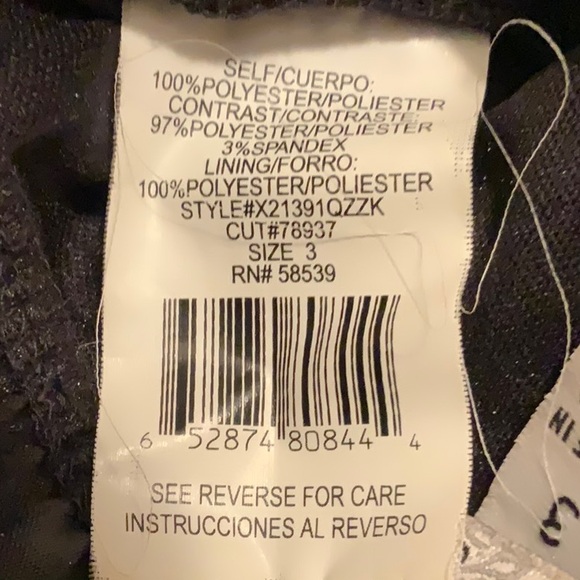 SELF/CUERPO:
100%POLYESTER/POLIESTER
CONTRAST/CONTRASTE:
97%POLYESTER/POLIESTER
3%SPANDEX
LINING/FORRO:
100%POLYESTER/POLIESTER
STYLE#X21391QZZK
CUT#78937
SIZE 3
RN# 58539
6 52874 80844 4
SEE REVERSE FOR CARE
INSTRUCCIONES AL REVERSO